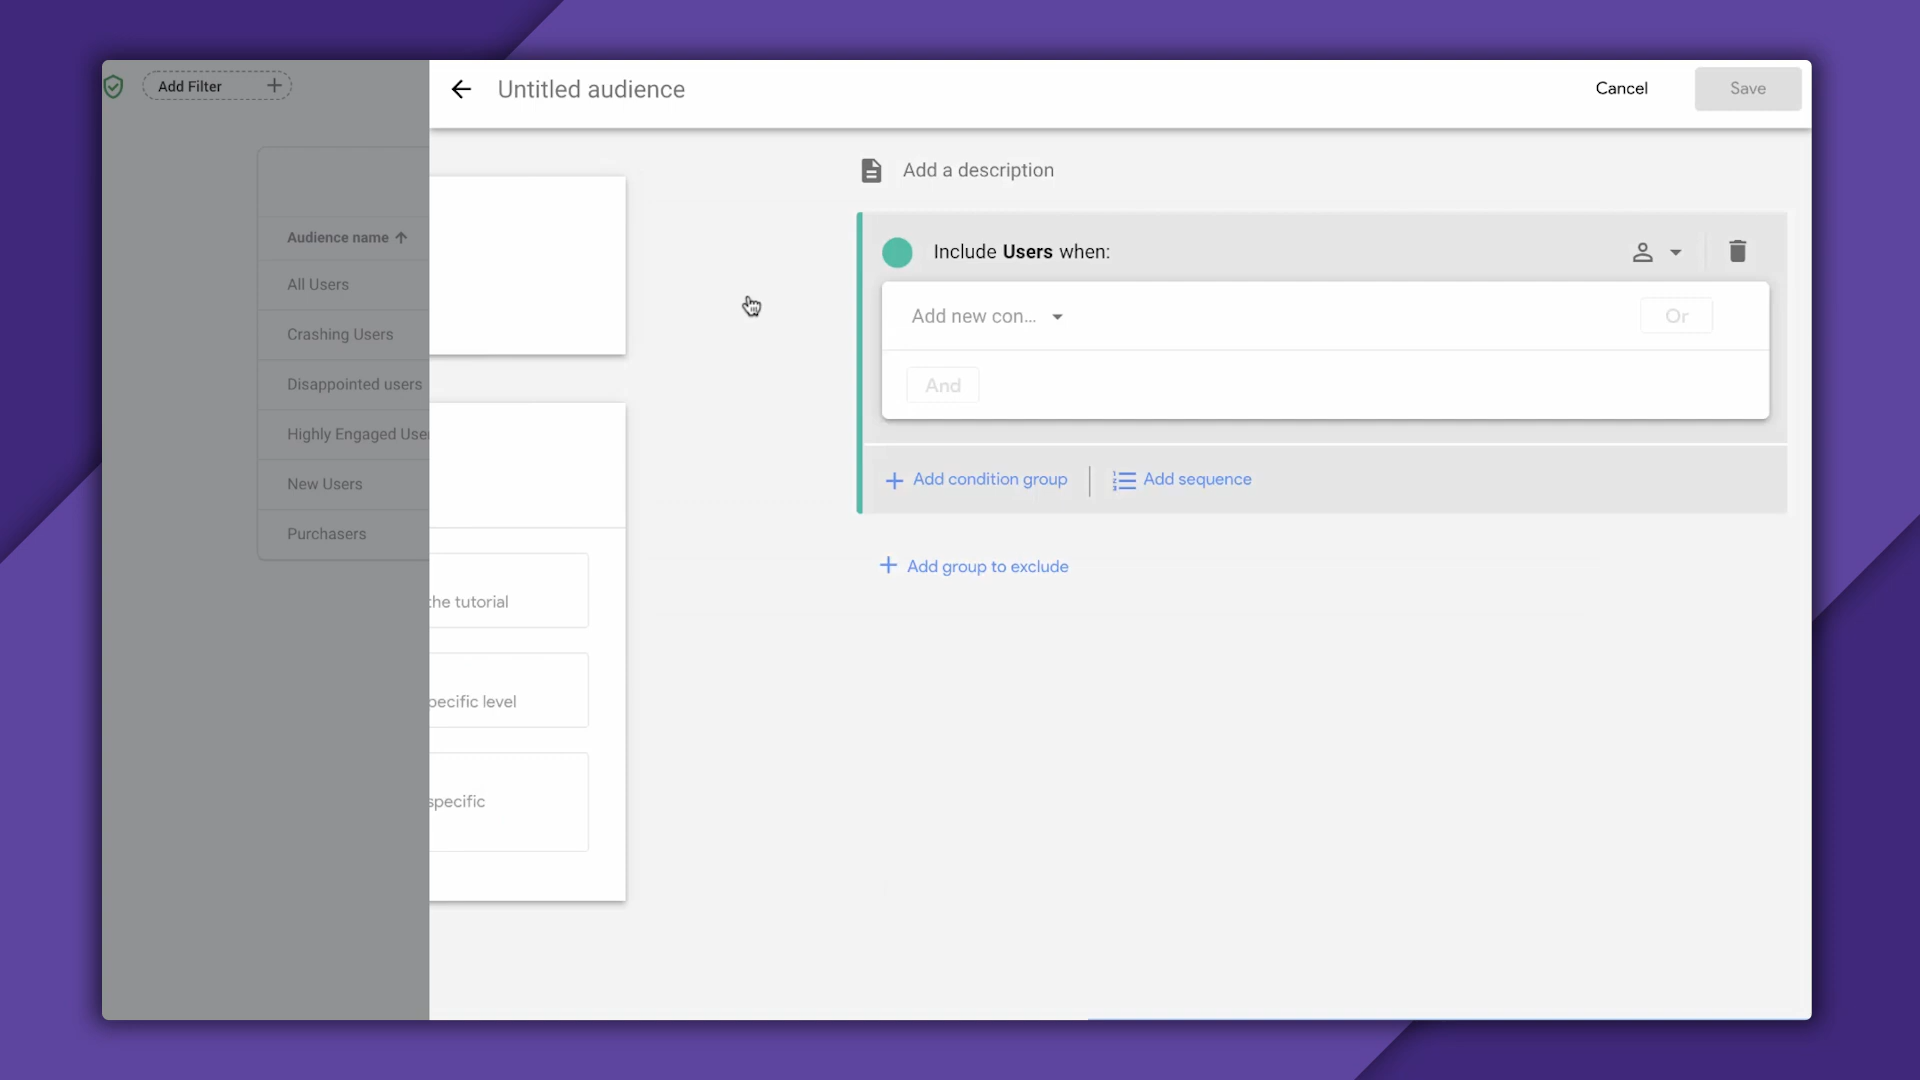 Add Filter
Untitled audience
Cancel
Save
Add a description
Audience name
All Users
Crashing Users
Disappointed users
Highly Engaged Use
New Users
Purchasers
Include Users when:
Add new con...
Or
And
Add condition group
Add sequence
Add group to exclude
the tutorial
pecific level
specific